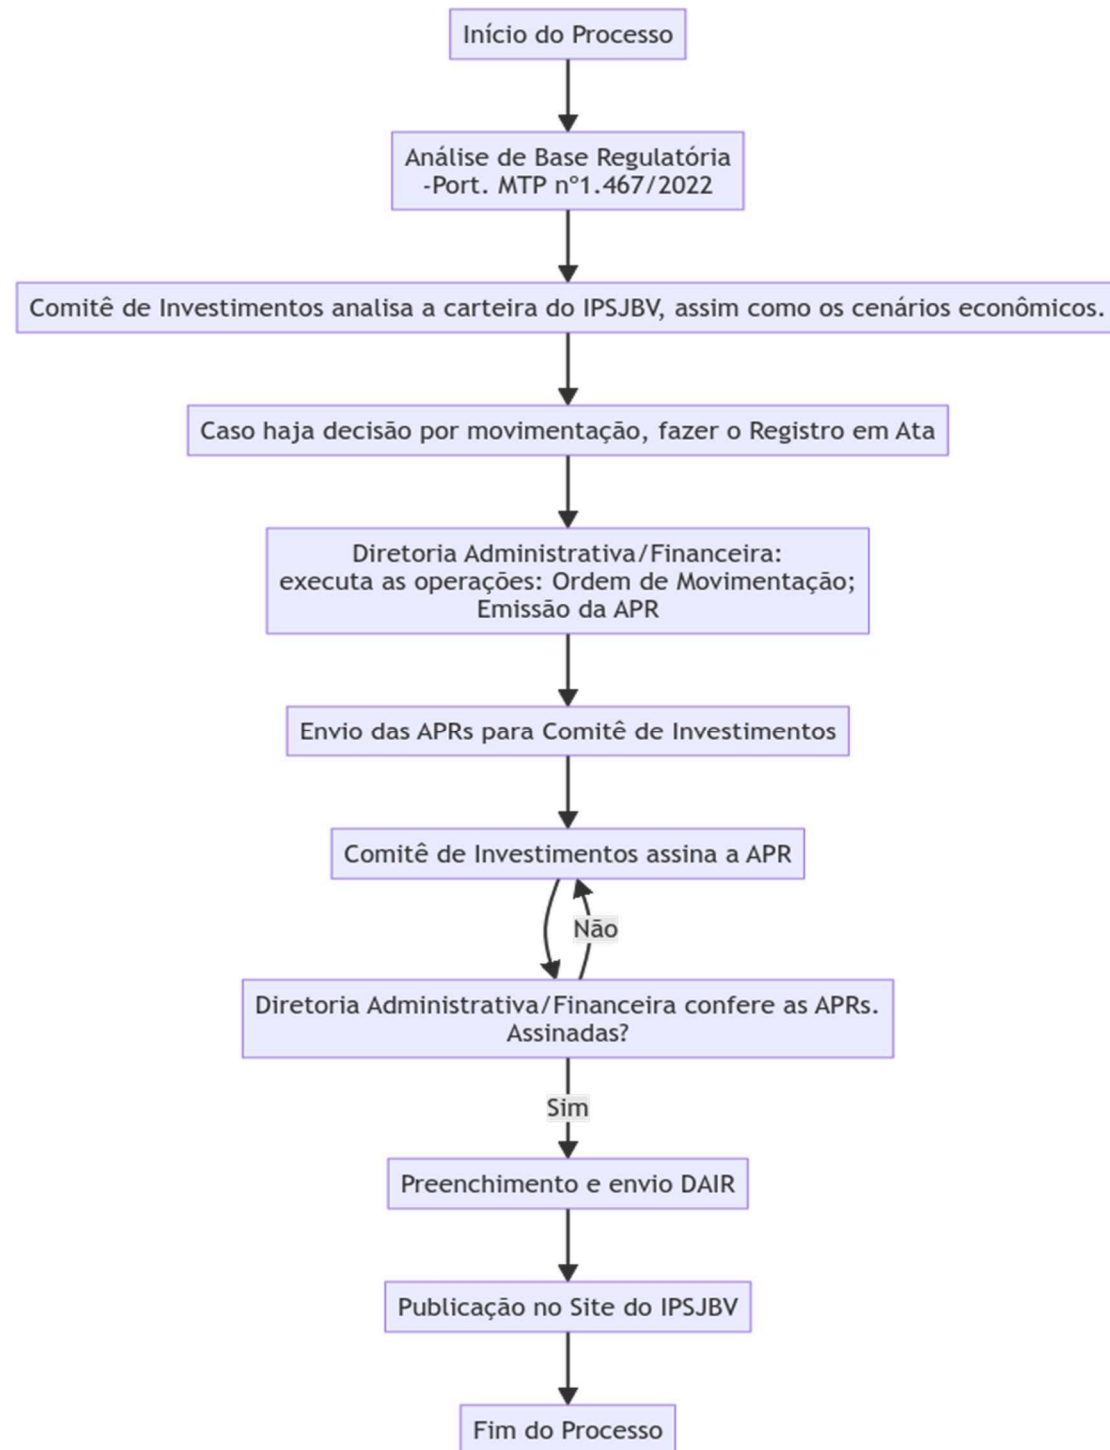 Início do Processo
Análise de Base Regulatória
-Port. MTP nº1.467/2022
Comitê de Investimentos analisa a carteira do IPSJBV, assim como os cenários econômicos.
Caso haja decisão por movimentação, fazer o Registro em Ata
Diretoria Administrativa/Financeira:
executa as operações: Ordem de Movimentação;
Emissão da APR
Envio das APRs para Comitê de Investimentos
Comitê de Investimentos assina a APR
Não
Diretoria Administrativa/Financeira confere as APRs.
Assinadas?
Sim
Preenchimento e envio DAIR
Publicação no Site do IPSJBV
Fim do Processo